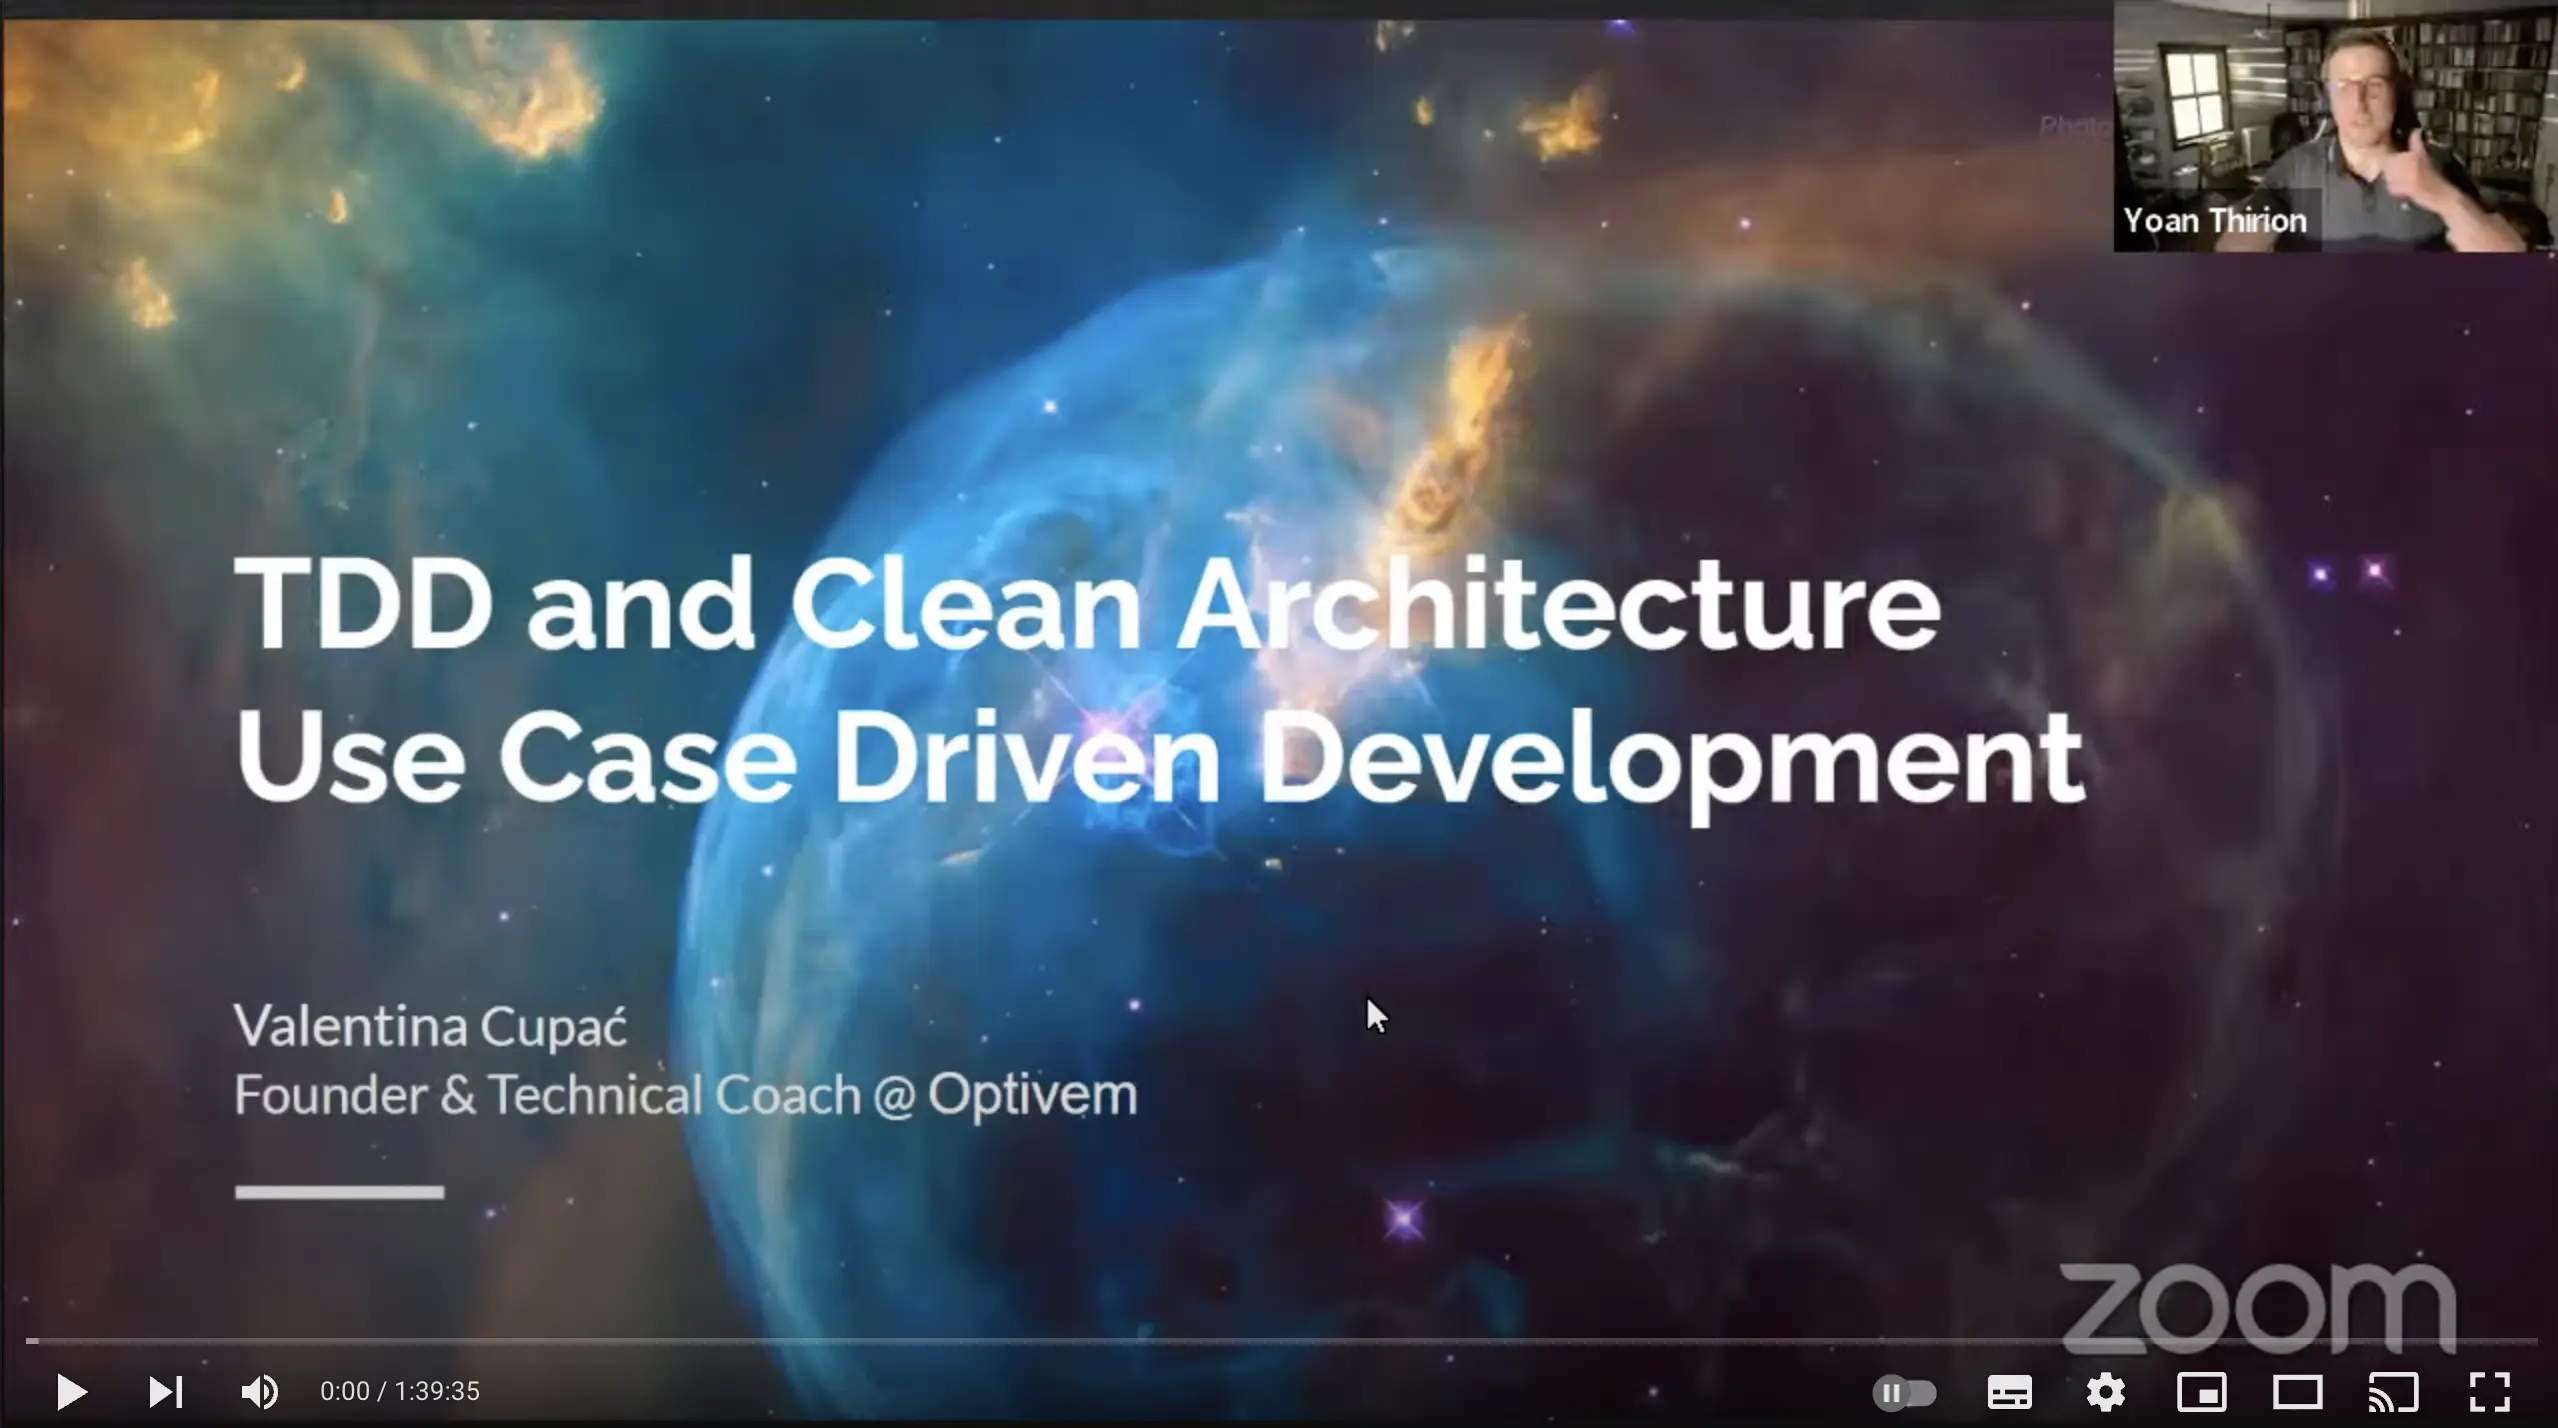 Photo
Yoan Thirion
TDD and Clean Architecture
Use Case Driven Development
Valentina Cupać
Founder & Technical Coach @ Optivem
zoom
0:00 / 1:39:35